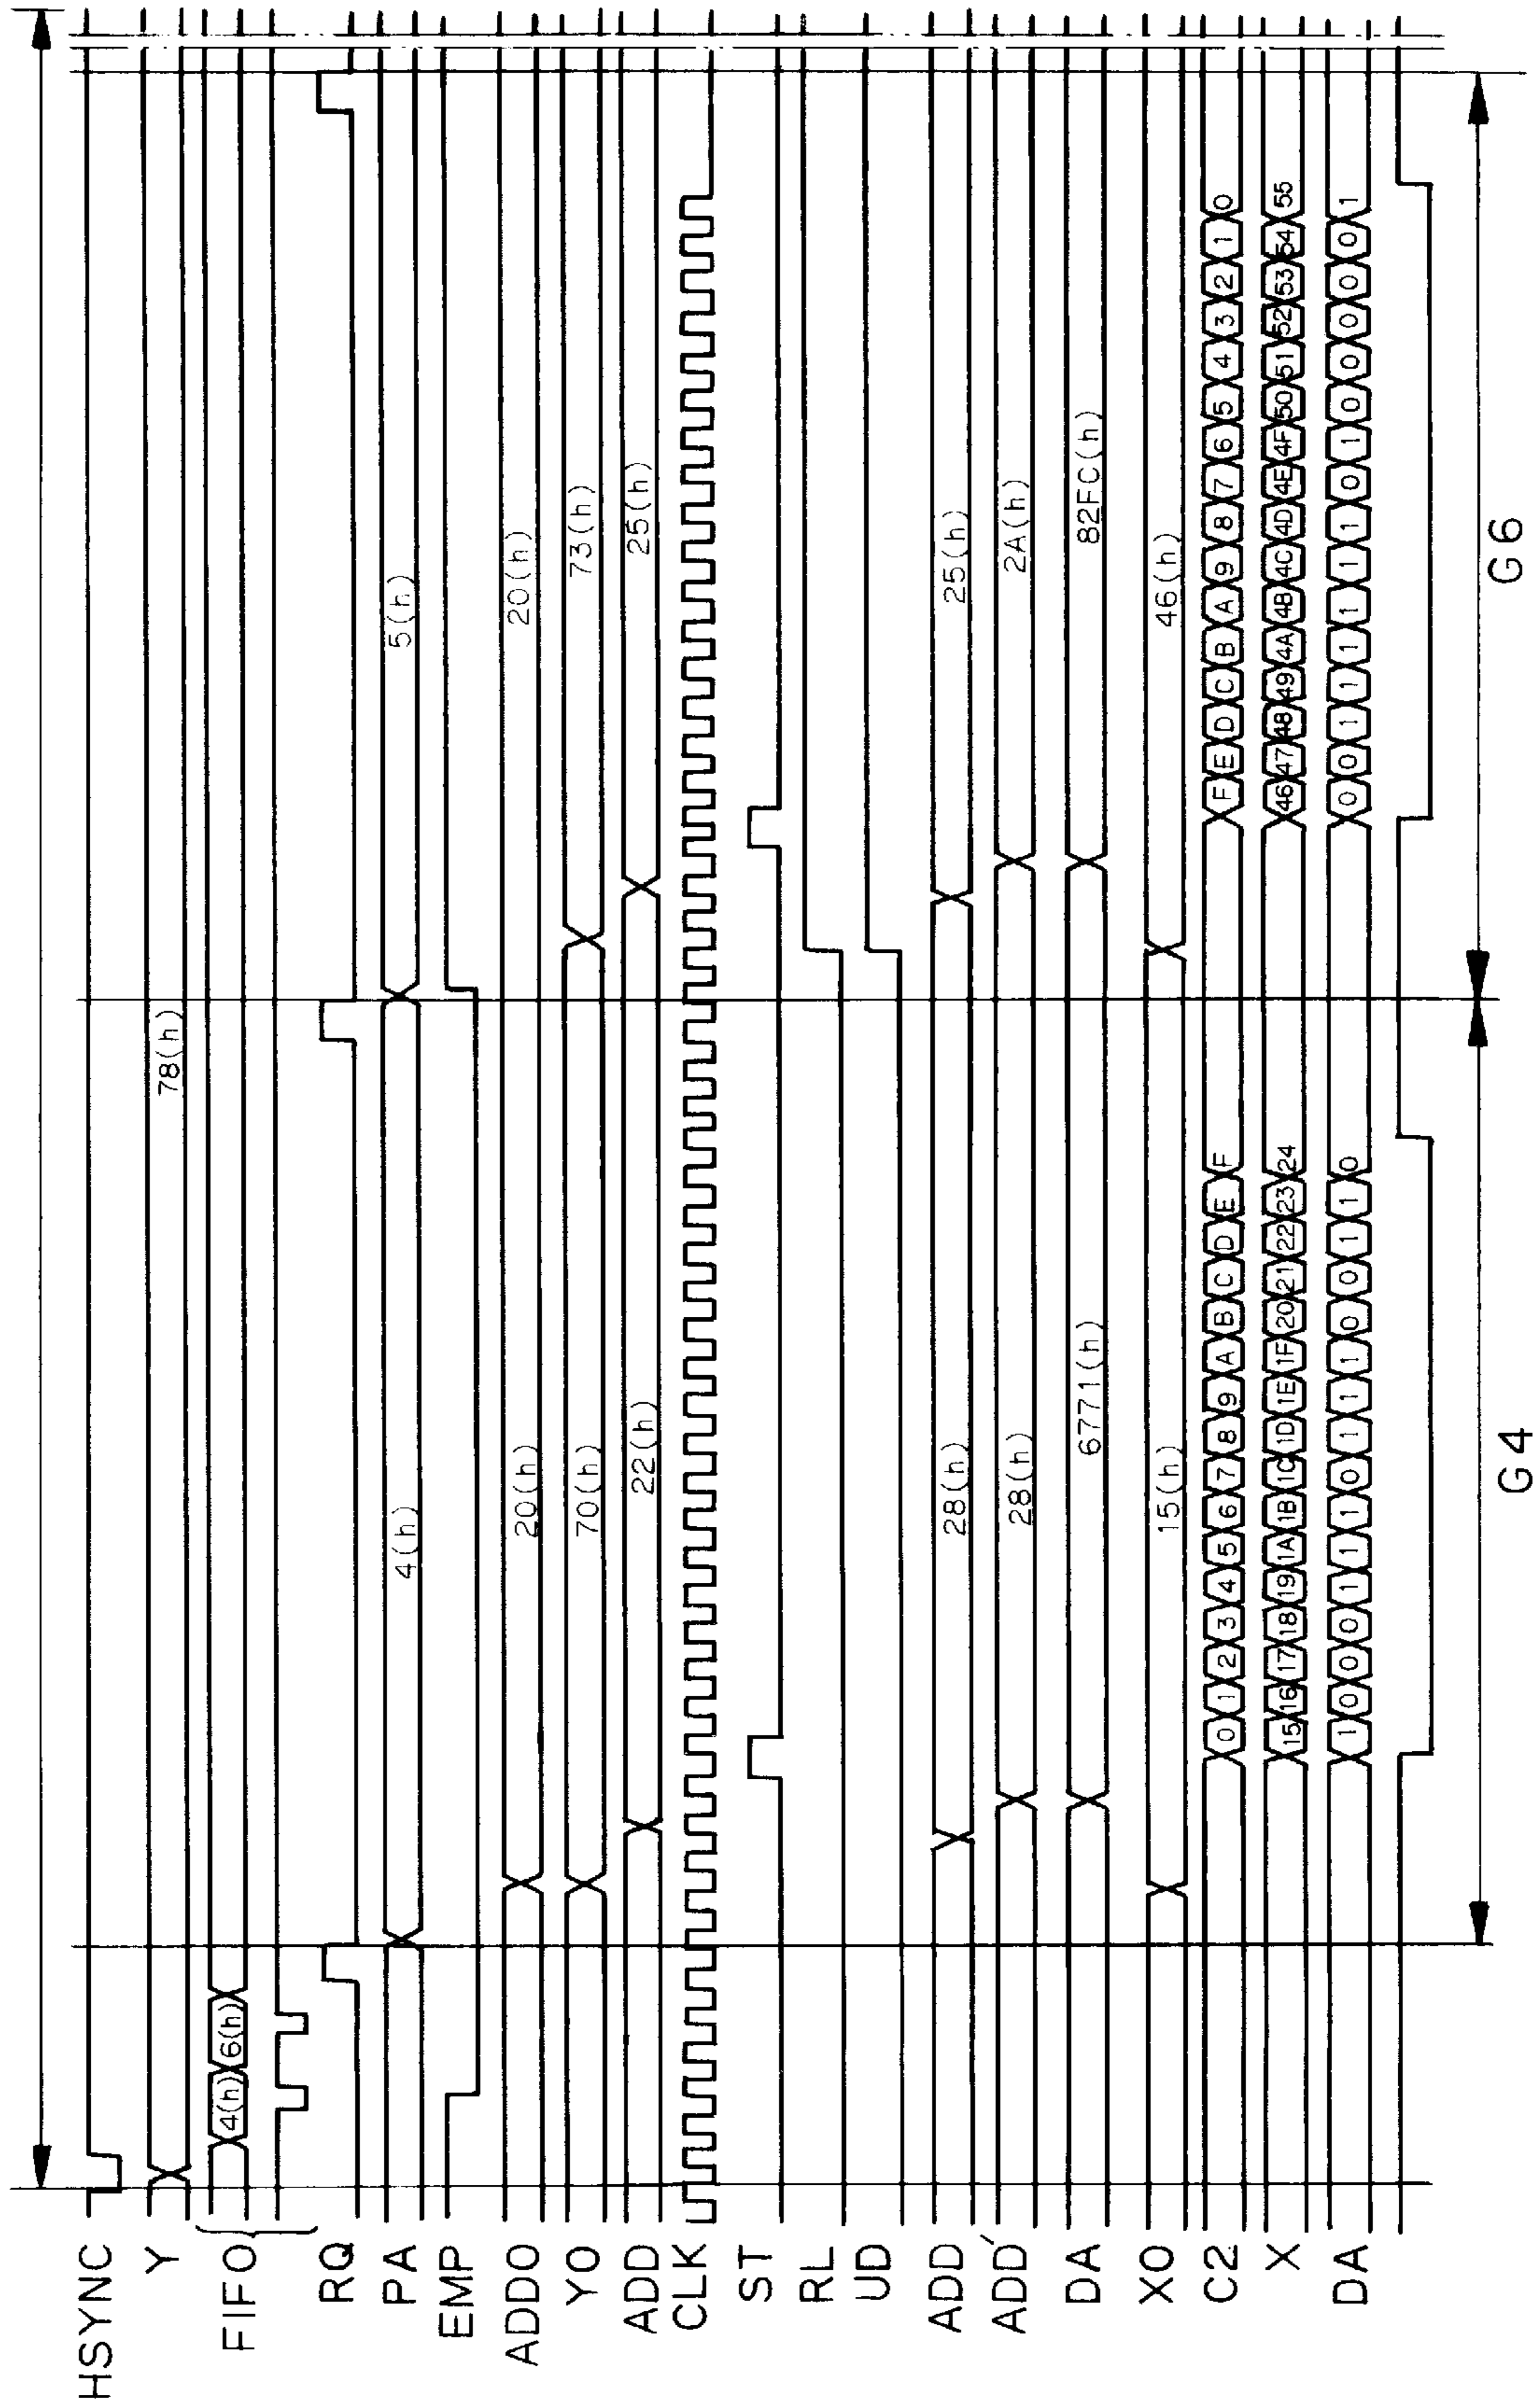 HSYNC
Y 78(h)
FIFO 4(h) 6(h)
RQ
PA 4(h) 5(h)
EMP
ADDO 20(h) 20(h)
YO 70(h) 73(h)
ADD 22(h) 25(h)
CLK
ST
RL
UD
ADD 28(h) 25(h)
ADD′ 28(h) 2A(h)
DA 6771(h) 82FC(h)
XO 15(h) 46(h)
C2 0 1 2 3 4 5 6 7 8 9 A B C D E F F E D C B A 9 8 7 6 5 4 3 2 1 0
X 15 16 17 18 19 1A 1B 1C 1D 1E 1F 20 21 22 23 24 46 47 48 49 4A 4B 4C 4D 4E 4F 50 51 52 53 54 55
DA 1 0 0 0 1 1 1 0 1 1 1 0 0 1 1 0 0 0 1 1 1 1 1 1 0 1 0 0 0 0 0 1
G4 G6